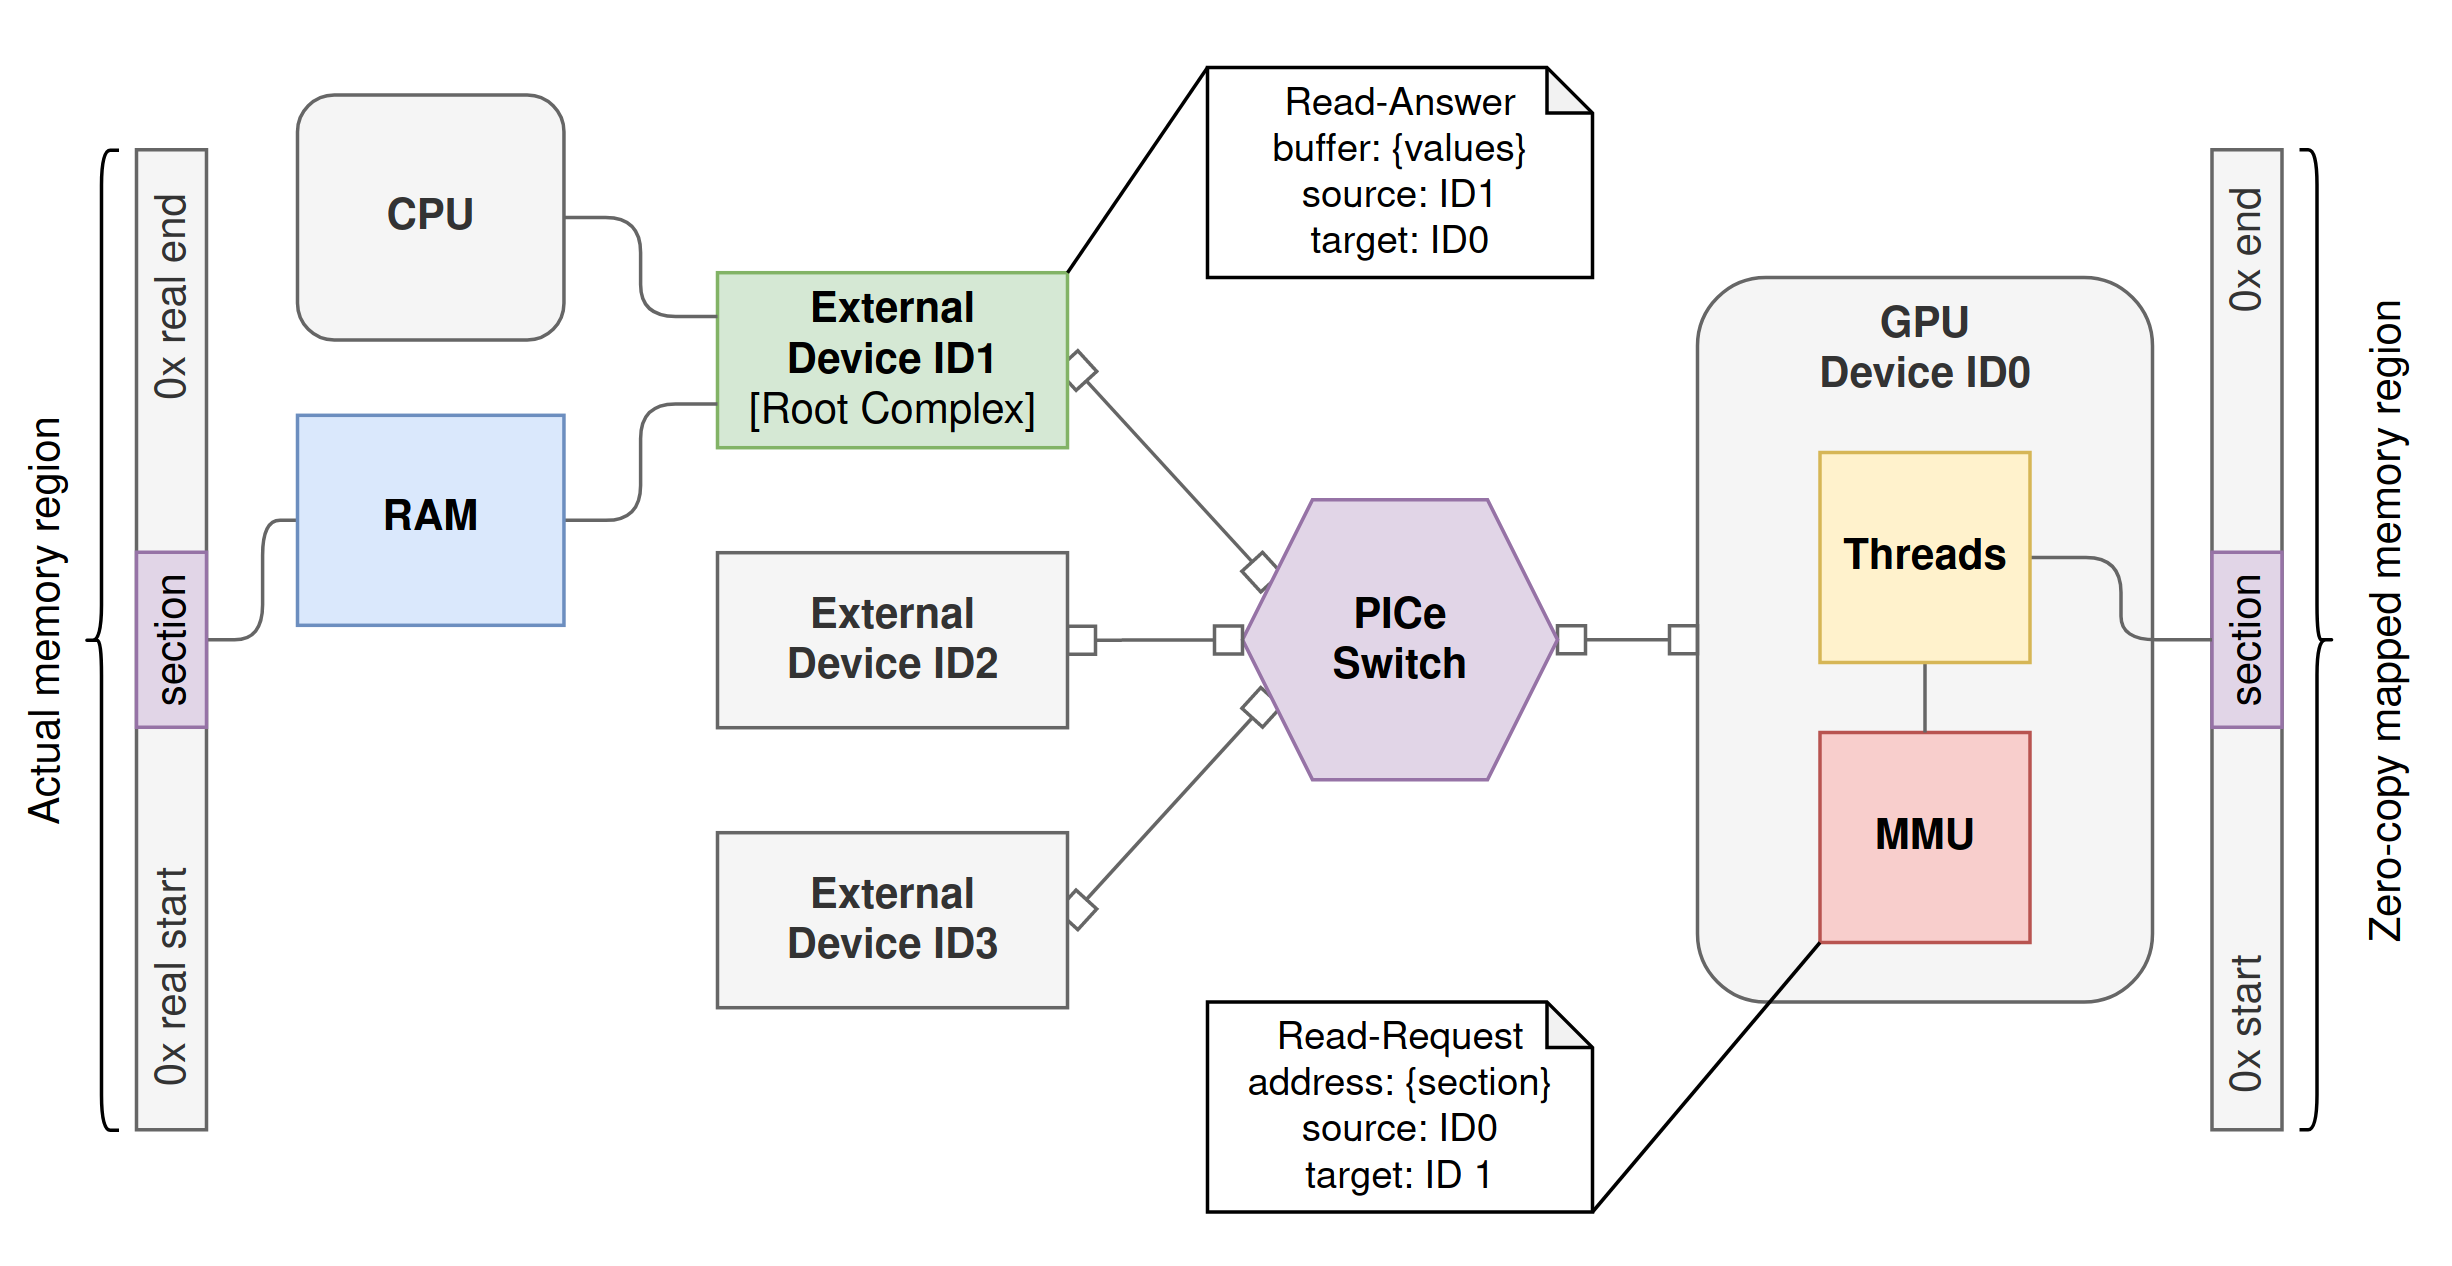 Actual memory region
0x real end
section
0x real start
CPU
RAM
External
Device ID1
[Root Complex]
External
Device ID2
External
Device ID3
Read-Answer
buffer: {values}
source: ID1
target: ID0
PICe
Switch
Read-Request
address: {section}
source: ID0
target: ID 1
GPU
Device ID0
Threads
MMU
0x end
section
0x start
Zero-copy mapped memory region